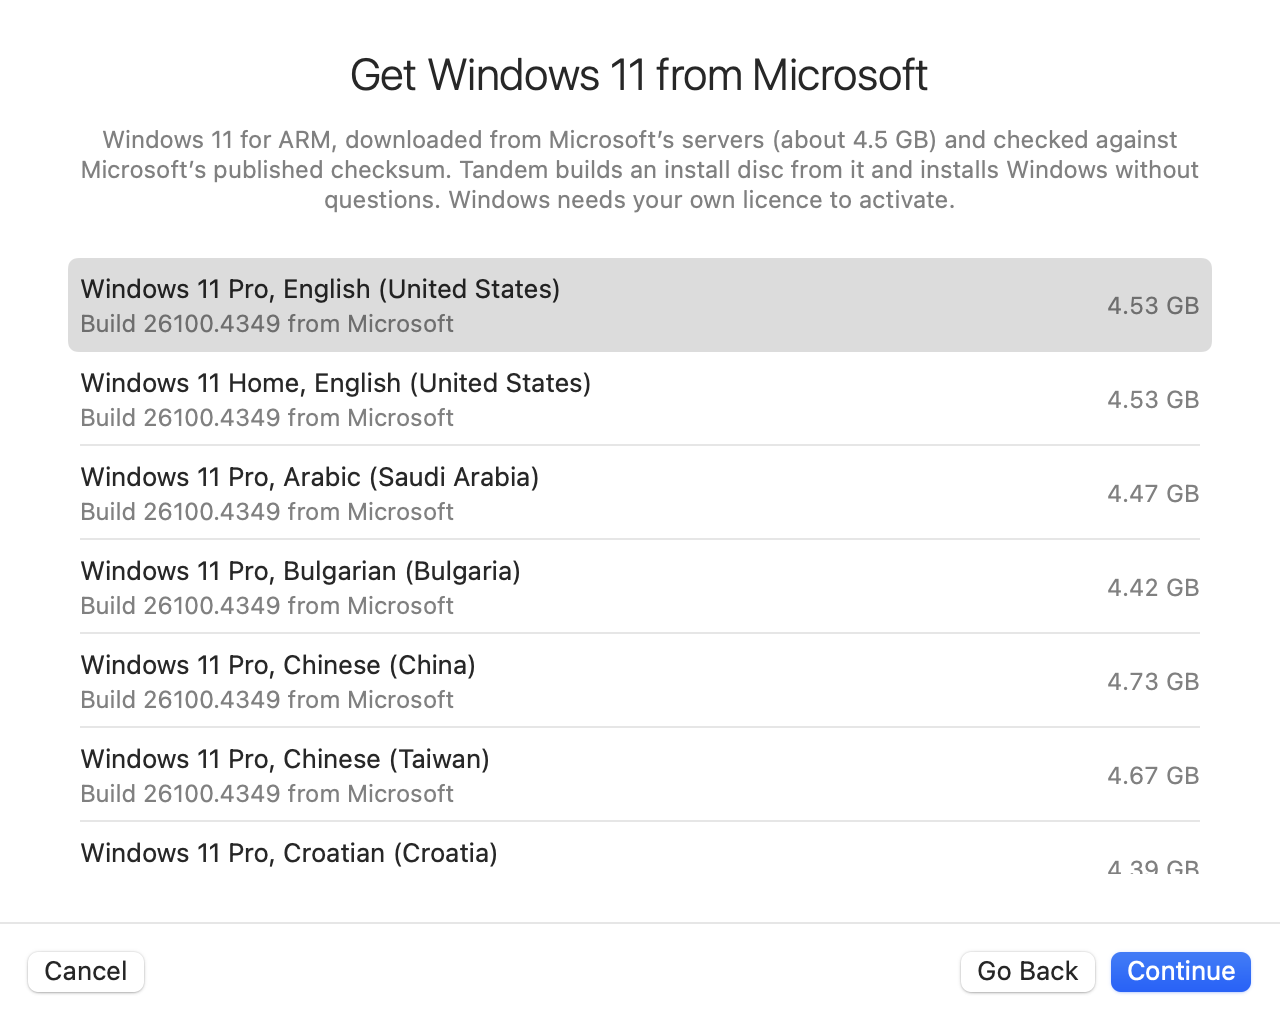 Get Windows 11 from Microsoft
Windows 11 for ARM, downloaded from Microsoft’s servers (about 4.5 GB) and checked against
Microsoft’s published checksum. Tandem builds an install disc from it and installs Windows without
questions. Windows needs your own licence to activate.
Windows 11 Pro, English (United States)
Build 26100.4349 from Microsoft
4.53 GB
Windows 11 Home, English (United States)
Build 26100.4349 from Microsoft
4.53 GB
Windows 11 Pro, Arabic (Saudi Arabia)
Build 26100.4349 from Microsoft
4.47 GB
Windows 11 Pro, Bulgarian (Bulgaria)
Build 26100.4349 from Microsoft
4.42 GB
Windows 11 Pro, Chinese (China)
Build 26100.4349 from Microsoft
4.73 GB
Windows 11 Pro, Chinese (Taiwan)
Build 26100.4349 from Microsoft
4.67 GB
Windows 11 Pro, Croatian (Croatia)
4.39 GB
Cancel
Go Back
Continue